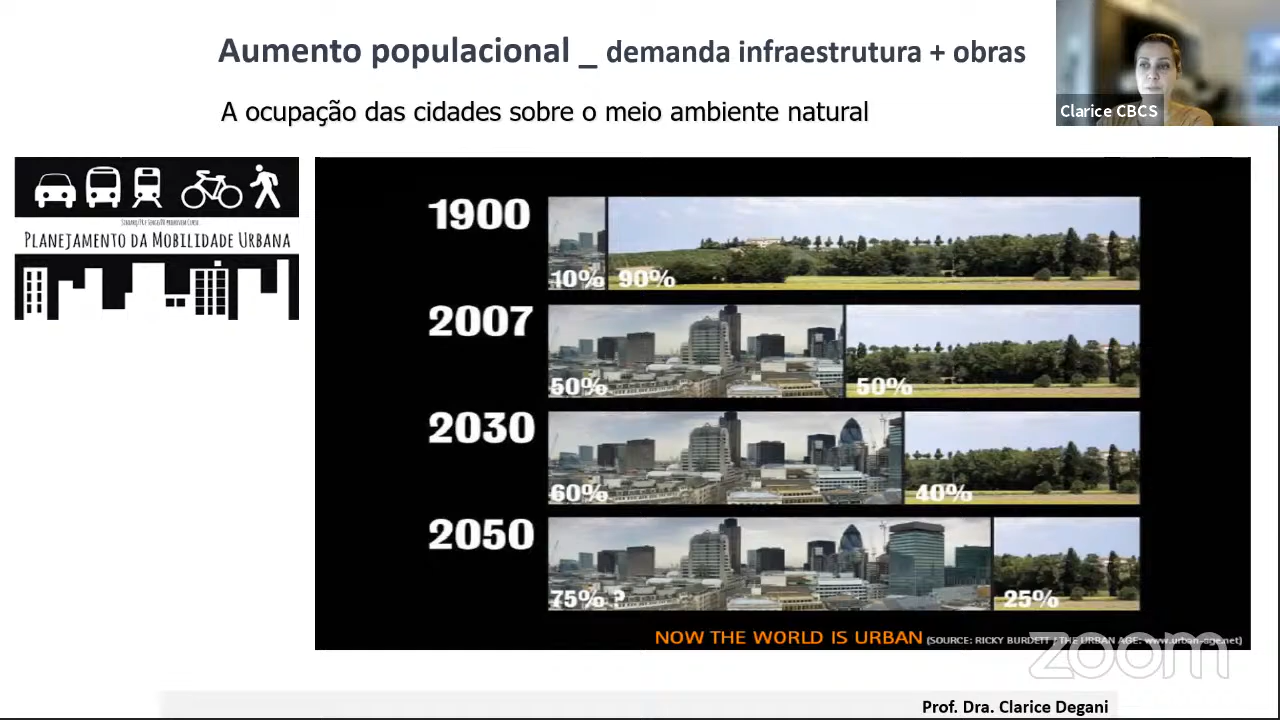 Aumento populacional _ demanda infraestrutura + obras
A ocupação das cidades sobre o meio ambiente natural
Clarice CBCS
PLANEJAMENTO DA MOBILIDADE URBANA
1900
10% 90%
2007
50% 50%
2030
60% 40%
2050
75% ? 25%
NOW THE WORLD IS URBAN (SOURCE: RICKY BURDETT / THE URBAN AGE: www.urban-age.net)
zoom
Prof. Dra. Clarice Degani